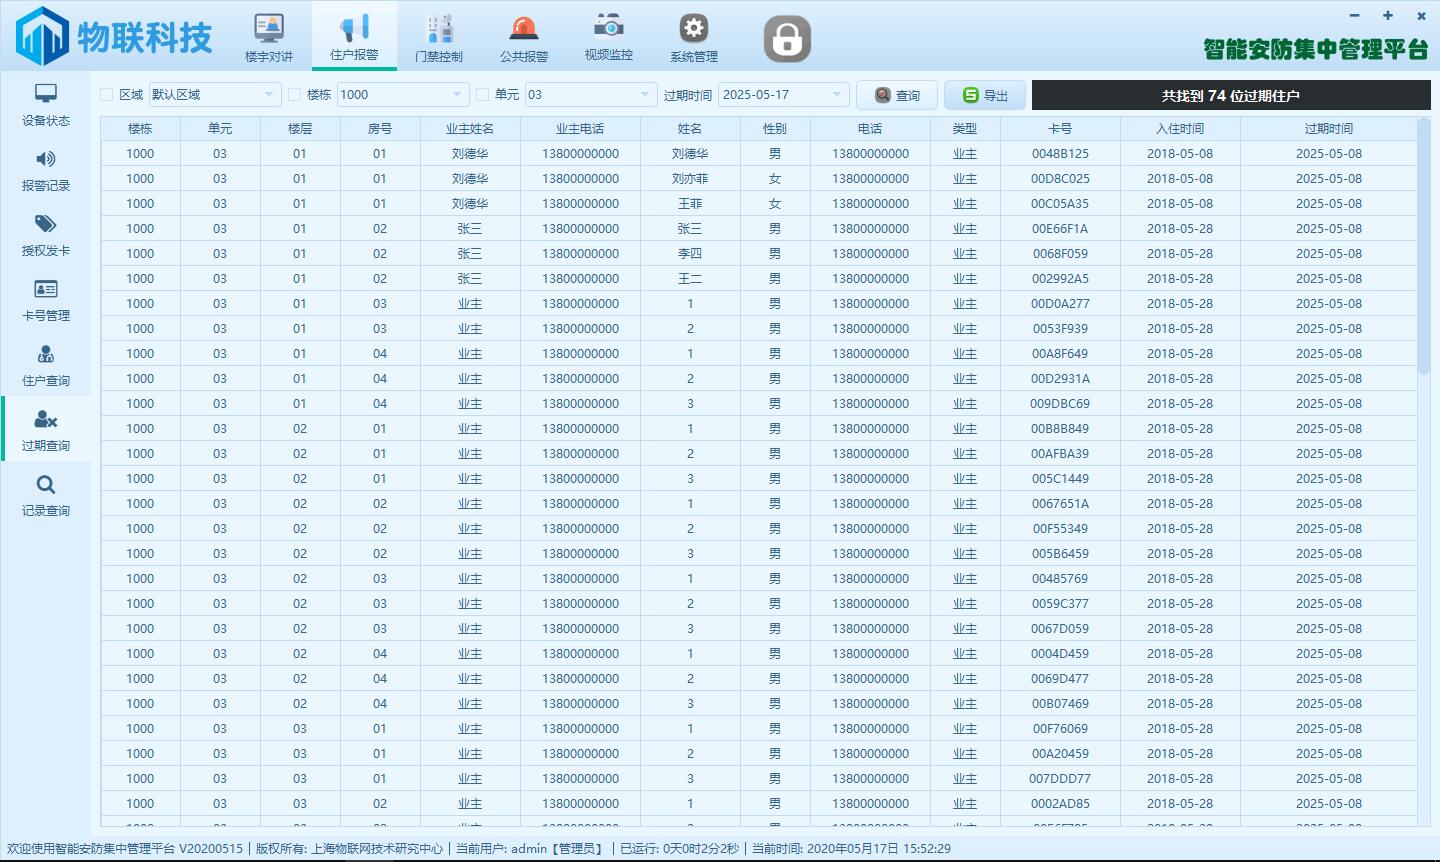 物联科技
楼宇对讲 住户报警 门禁控制 公共报警 视频监控 系统管理
智能安防集中管理平台
设备状态
报警记录
授权发卡
卡号管理
住户查询
过期查询
记录查询
区域 默认区域 楼栋 1000 单元 03 过期时间 2025-05-17 查询 导出 共找到 74 位过期住户
楼栋 单元 楼层 房号 业主姓名 业主电话 姓名 性别 电话 类型 卡号 入住时间 过期时间
1000 03 01 01 刘德华 13800000000 刘德华 男 13800000000 业主 0048B125 2018-05-08 2025-05-08
1000 03 01 01 刘德华 13800000000 刘亦菲 女 13800000000 业主 00D8C025 2018-05-08 2025-05-08
1000 03 01 01 刘德华 13800000000 王菲 女 13800000000 业主 00C05A35 2018-05-08 2025-05-08
1000 03 01 02 张三 13800000000 张三 男 13800000000 业主 00E66F1A 2018-05-28 2025-05-08
1000 03 01 02 张三 13800000000 李四 男 13800000000 业主 0068F059 2018-05-28 2025-05-08
1000 03 01 02 张三 13800000000 王二 男 13800000000 业主 002992A5 2018-05-28 2025-05-08
1000 03 01 03 业主 13800000000 1 男 13800000000 业主 00D0A277 2018-05-28 2025-05-08
1000 03 01 03 业主 13800000000 2 男 13800000000 业主 0053F939 2018-05-28 2025-05-08
1000 03 01 04 业主 13800000000 1 男 13800000000 业主 00A8F649 2018-05-28 2025-05-08
1000 03 01 04 业主 13800000000 2 男 13800000000 业主 00D2931A 2018-05-28 2025-05-08
1000 03 01 04 业主 13800000000 3 男 13800000000 业主 009DBC69 2018-05-28 2025-05-08
1000 03 02 01 业主 13800000000 1 男 13800000000 业主 00B8B849 2018-05-28 2025-05-08
1000 03 02 01 业主 13800000000 2 男 13800000000 业主 00AFBA39 2018-05-28 2025-05-08
1000 03 02 01 业主 13800000000 3 男 13800000000 业主 005C1449 2018-05-28 2025-05-08
1000 03 02 02 业主 13800000000 1 男 13800000000 业主 0067651A 2018-05-28 2025-05-08
1000 03 02 02 业主 13800000000 2 男 13800000000 业主 00F55349 2018-05-28 2025-05-08
1000 03 02 02 业主 13800000000 3 男 13800000000 业主 005B6459 2018-05-28 2025-05-08
1000 03 02 03 业主 13800000000 1 男 13800000000 业主 00485769 2018-05-28 2025-05-08
1000 03 02 03 业主 13800000000 2 男 13800000000 业主 0059C377 2018-05-28 2025-05-08
1000 03 02 03 业主 13800000000 3 男 13800000000 业主 0067D059 2018-05-28 2025-05-08
1000 03 02 04 业主 13800000000 1 男 13800000000 业主 0004D459 2018-05-28 2025-05-08
1000 03 02 04 业主 13800000000 2 男 13800000000 业主 0069D477 2018-05-28 2025-05-08
1000 03 02 04 业主 13800000000 3 男 13800000000 业主 00B07469 2018-05-28 2025-05-08
1000 03 03 01 业主 13800000000 1 男 13800000000 业主 00F76069 2018-05-28 2025-05-08
1000 03 03 01 业主 13800000000 2 男 13800000000 业主 00A20459 2018-05-28 2025-05-08
1000 03 03 01 业主 13800000000 3 男 13800000000 业主 007DDD77 2018-05-28 2025-05-08
1000 03 03 02 业主 13800000000 1 男 13800000000 业主 0002AD85 2018-05-28 2025-05-08
欢迎使用智能安防集中管理平台 V20200515 | 版权所有: 上海物联网技术研究中心 | 当前用户: admin【管理员】 | 已运行: 0天0时2分2秒 | 当前时间: 2020年05月17日 15:52:29